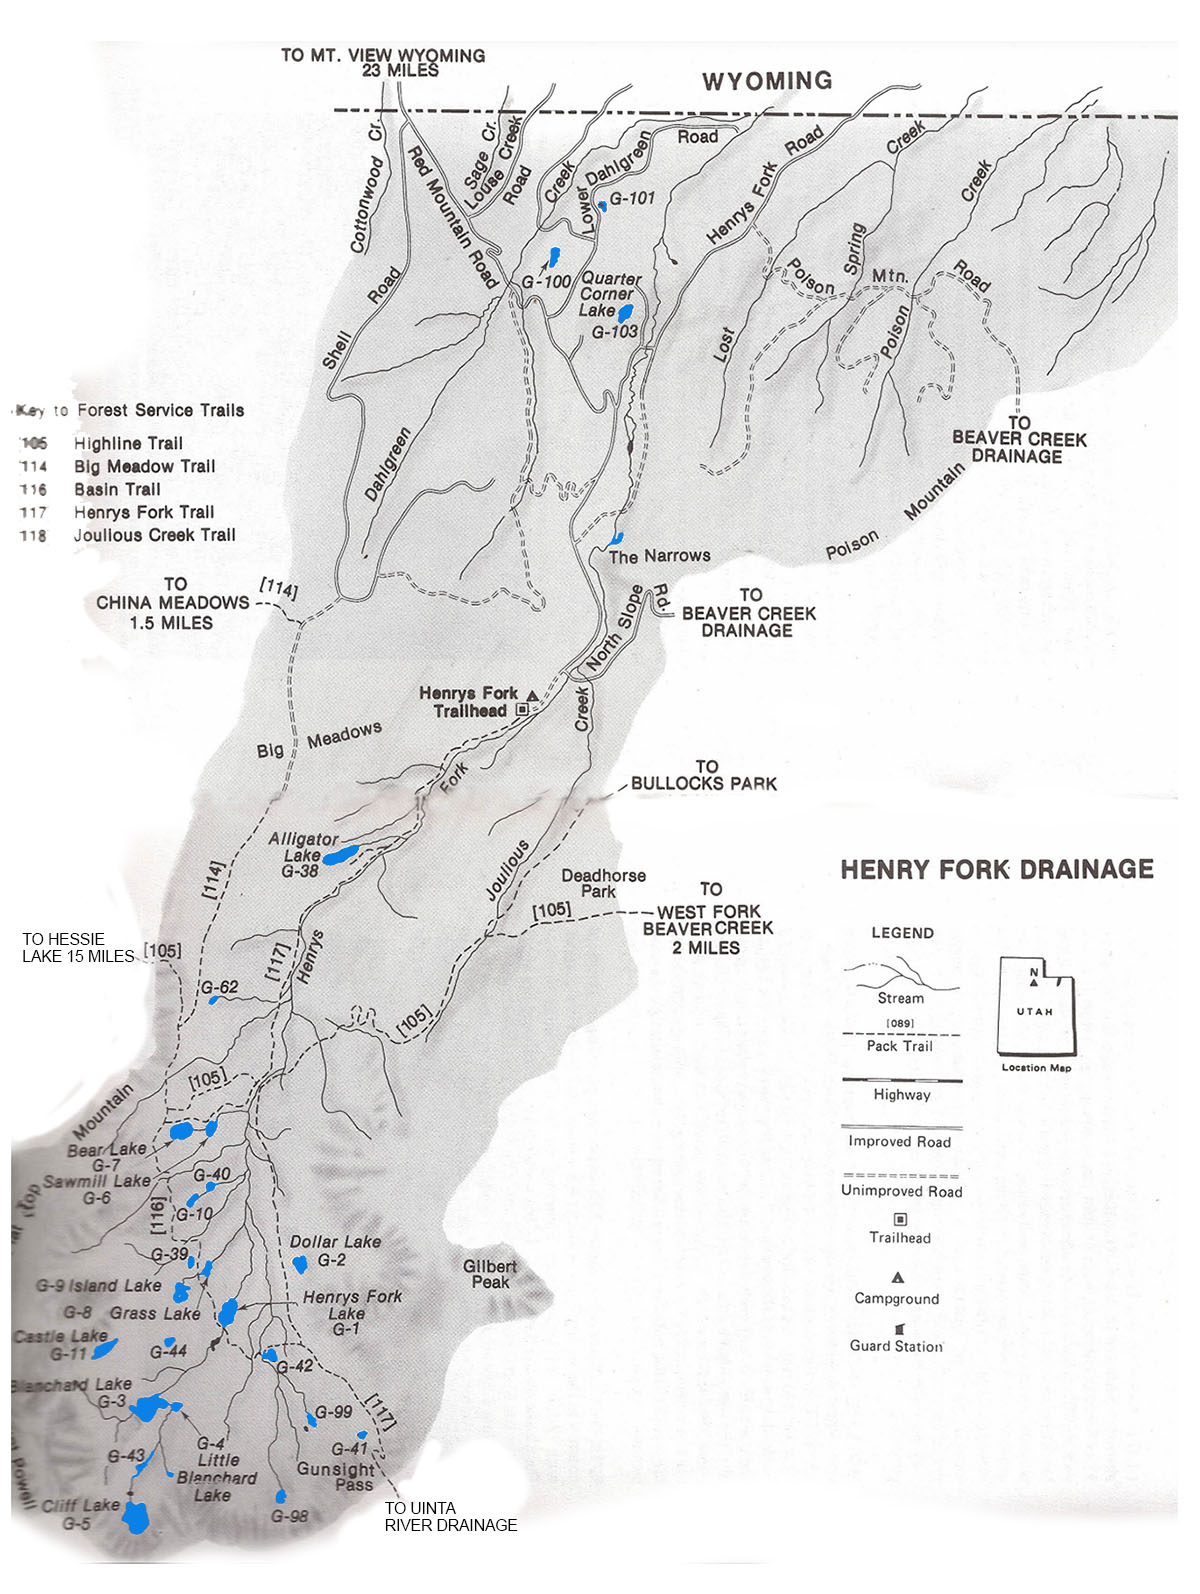 TO MT. VIEW WYOMING
23 MILES
WYOMING
Cottonwood Cr.
Red Mountain Road
Sage Cr.
Louse Creek
Road
Creek
Lower Dahlgreen Road
G-101
G-100
Quarter
Corner
Lake
G-103
Henrys Fork Road
Creek
Creek
Spring
Poison Mtn. Road
Lost
Poison
Shell Road
Dahlgreen
TO
BEAVER CREEK
DRAINAGE
Poison Mountain
Key to Forest Service Trails
105 Highline Trail
114 Big Meadow Trail
116 Basin Trail
117 Henrys Fork Trail
118 Joulious Creek Trail
The Narrows
TO
CHINA MEADOWS
1.5 MILES
[114]
North Slope Rd.
TO
BEAVER CREEK
DRAINAGE
Henrys Fork
Trailhead
Creek
Big Meadows
Fork
TO
BULLOCKS PARK
Alligator
Lake
G-38
[114]
Joulious
Deadhorse
Park
[105]
TO
WEST FORK
BEAVER CREEK
2 MILES
TO HESSIE
LAKE 15 MILES
[105]
[117]
Henrys
G-62
[105]
[105]
Mountain
Bear Lake
G-7
Sawmill Lake
G-6
G-40
G-10
[116]
Top
G-39
Dollar Lake
G-2
G-9 Island Lake
G-8 Grass Lake
Henrys Fork
Lake
G-1
Gilbert
Peak
Castle Lake
G-11
G-44
G-42
Blanchard Lake
G-3
[117]
G-99
G-4
Little
Blanchard
Lake
G-43
G-41
Gunsight
Pass
Powell
Cliff Lake
G-5
G-98
TO UINTA
RIVER DRAINAGE
HENRY FORK DRAINAGE
LEGEND
Stream
[089]
Pack Trail
Highway
Improved Road
Unimproved Road
Trailhead
Campground
Guard Station
N
UTAH
Location Map